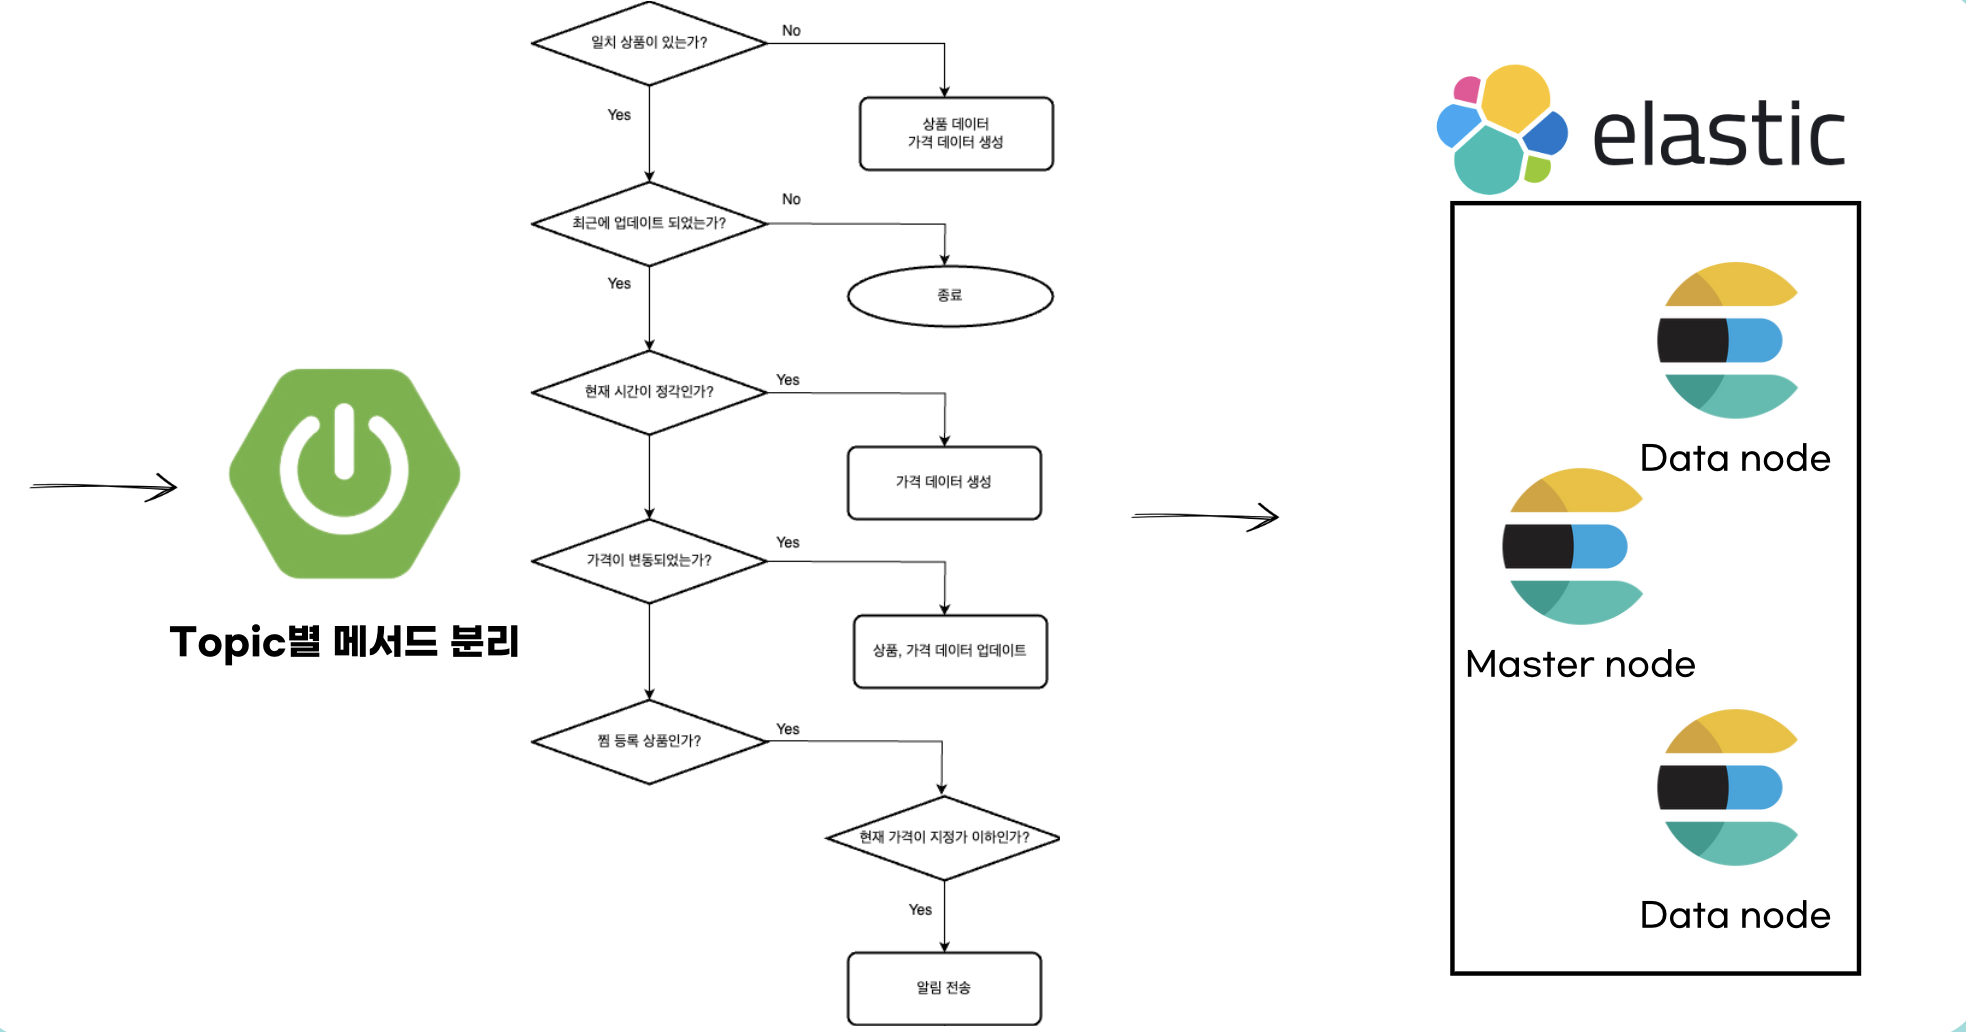 Topic별 메서드 분리
일치 상품이 있는가?
No
상품 데이터
가격 데이터 생성
Yes
최근에 업데이트 되었는가?
No
종료
Yes
현재 시간이 정각인가?
Yes
가격 데이터 생성
가격이 변동되었는가?
Yes
상품, 가격 데이터 업데이트
찜 등록 상품인가?
Yes
현재 가격이 지정가 이하인가?
Yes
알림 전송
elastic
Data node
Master node
Data node